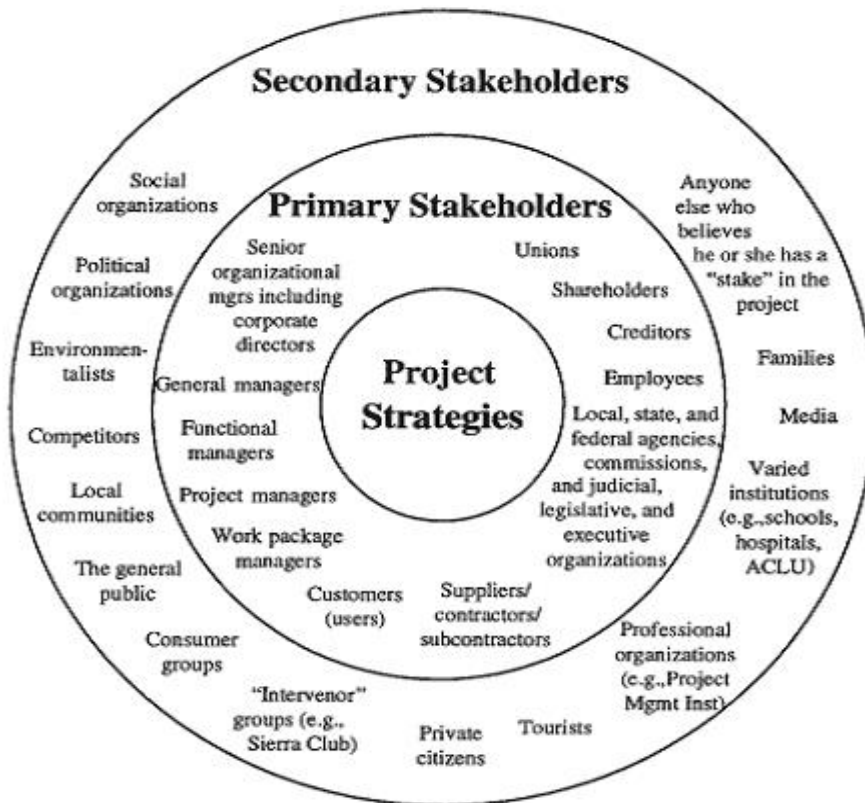 Secondary Stakeholders
Social
organizations
Political
organizations
Environmen-
talists
Competitors
Local
communities
The general
public
Consumer
groups
"Intervenor"
groups (e.g.,
Sierra Club)
Private
citizens
Tourists
Professional
organizations
(e.g.,Project
Mgmt Inst)
Varied
institutions
(e.g.,schools,
hospitals,
ACLU)
Media
Families
Anyone
else who
believes
he or she has a
"stake" in the
project
Primary Stakeholders
Senior
organizational
mgrs including
corporate
directors
General managers
Functional
managers
Project managers
Work package
managers
Customers
(users)
Suppliers/
contractors/
subcontractors
Local, state, and
federal agencies,
commissions,
and judicial,
legislative, and
executive
organizations
Employees
Creditors
Shareholders
Unions
Project
Strategies